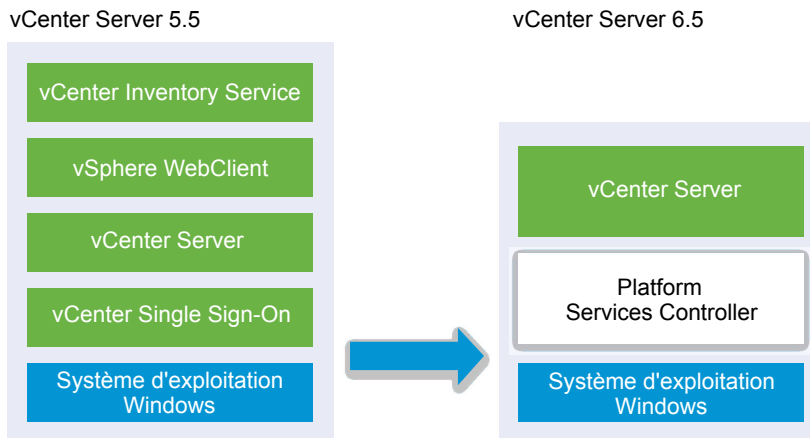 vCenter Server 5.5
vCenter Inventory Service
vSphere WebClient
vCenter Server
vCenter Single Sign-On
Système d'exploitation
Windows
vCenter Server 6.5
vCenter Server
Platform
Services Controller
Système d'exploitation
Windows